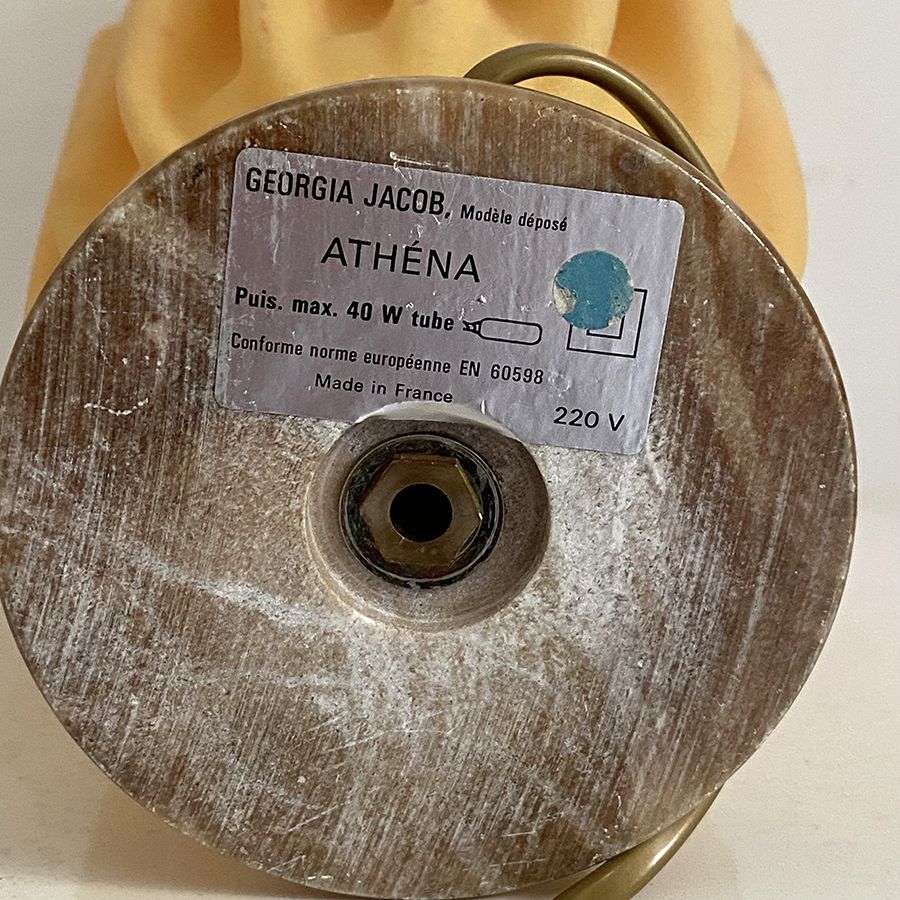 GEORGIA JACOB, Modèle déposé
ATHÉNA
Puis. max. 40 W tube
Conforme norme européenne EN 60598
Made in France
220 V